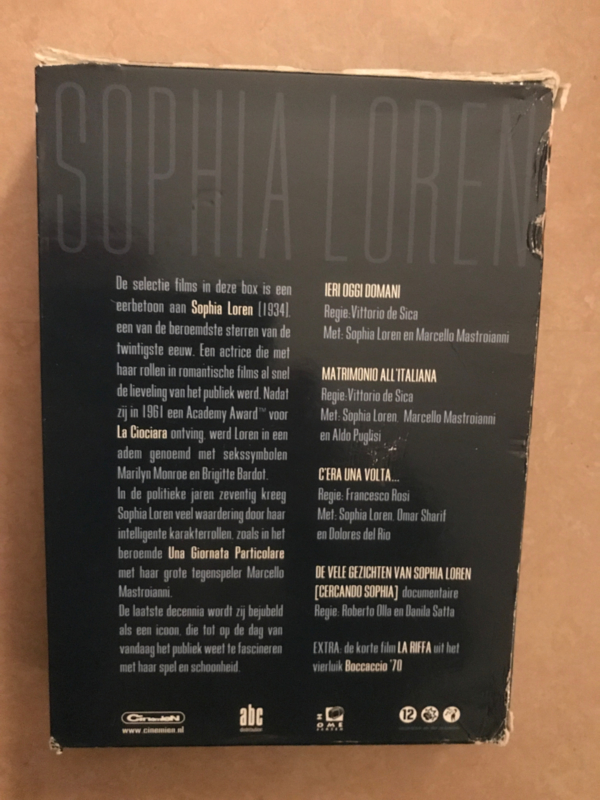 SOPHIA LOREN
De selectie films in deze box is een
eerbetoon aan Sophia Loren [1934],
een van de beroemdste sterren van de
twintigste eeuw. Een actrice die met
haar rollen in romantische films al snel
de lieveling van het publiek werd. Nadat
zij in 1961 een Academy Award™ voor
La Ciociara ontving, werd Loren in een
adem genoemd met sekssymbolen
Marilyn Monroe en Brigitte Bardot.
In de politieke jaren zeventig kreeg
Sophia Loren veel waardering door haar
intelligente karakterrollen, zoals in het
beroemde Una Giornata Particolare
met haar grote tegenspeler Marcello
Mastroianni.
De laatste decennia wordt zij bejubeld
als een icoon, die tot op de dag van
vandaag het publiek weet te fascineren
met haar spel en schoonheid.
IERI OGGI DOMANI
Regie: Vittorio de Sica
Met: Sophia Loren en Marcello Mastroianni
MATRIMONIO ALL'ITALIANA
Regie: Vittorio de Sica
Met: Sophia Loren, Marcello Mastroianni
en Aldo Puglisi
C'ERA UNA VOLTA...
Regie: Francesco Rosi
Met: Sophia Loren, Omar Sharif
en Dolores del Rio
DE VELE GEZICHTEN VAN SOPHIA LOREN
[CERCANDO SOPHIA] documentaire
Regie: Roberto Olla en Danila Satta
EXTRA: de korte film LA RIFFA uit het
vierluik Boccaccio '70
CinemieN
www.cinemien.nl
abc
distribution
HOME
SCREEN
12